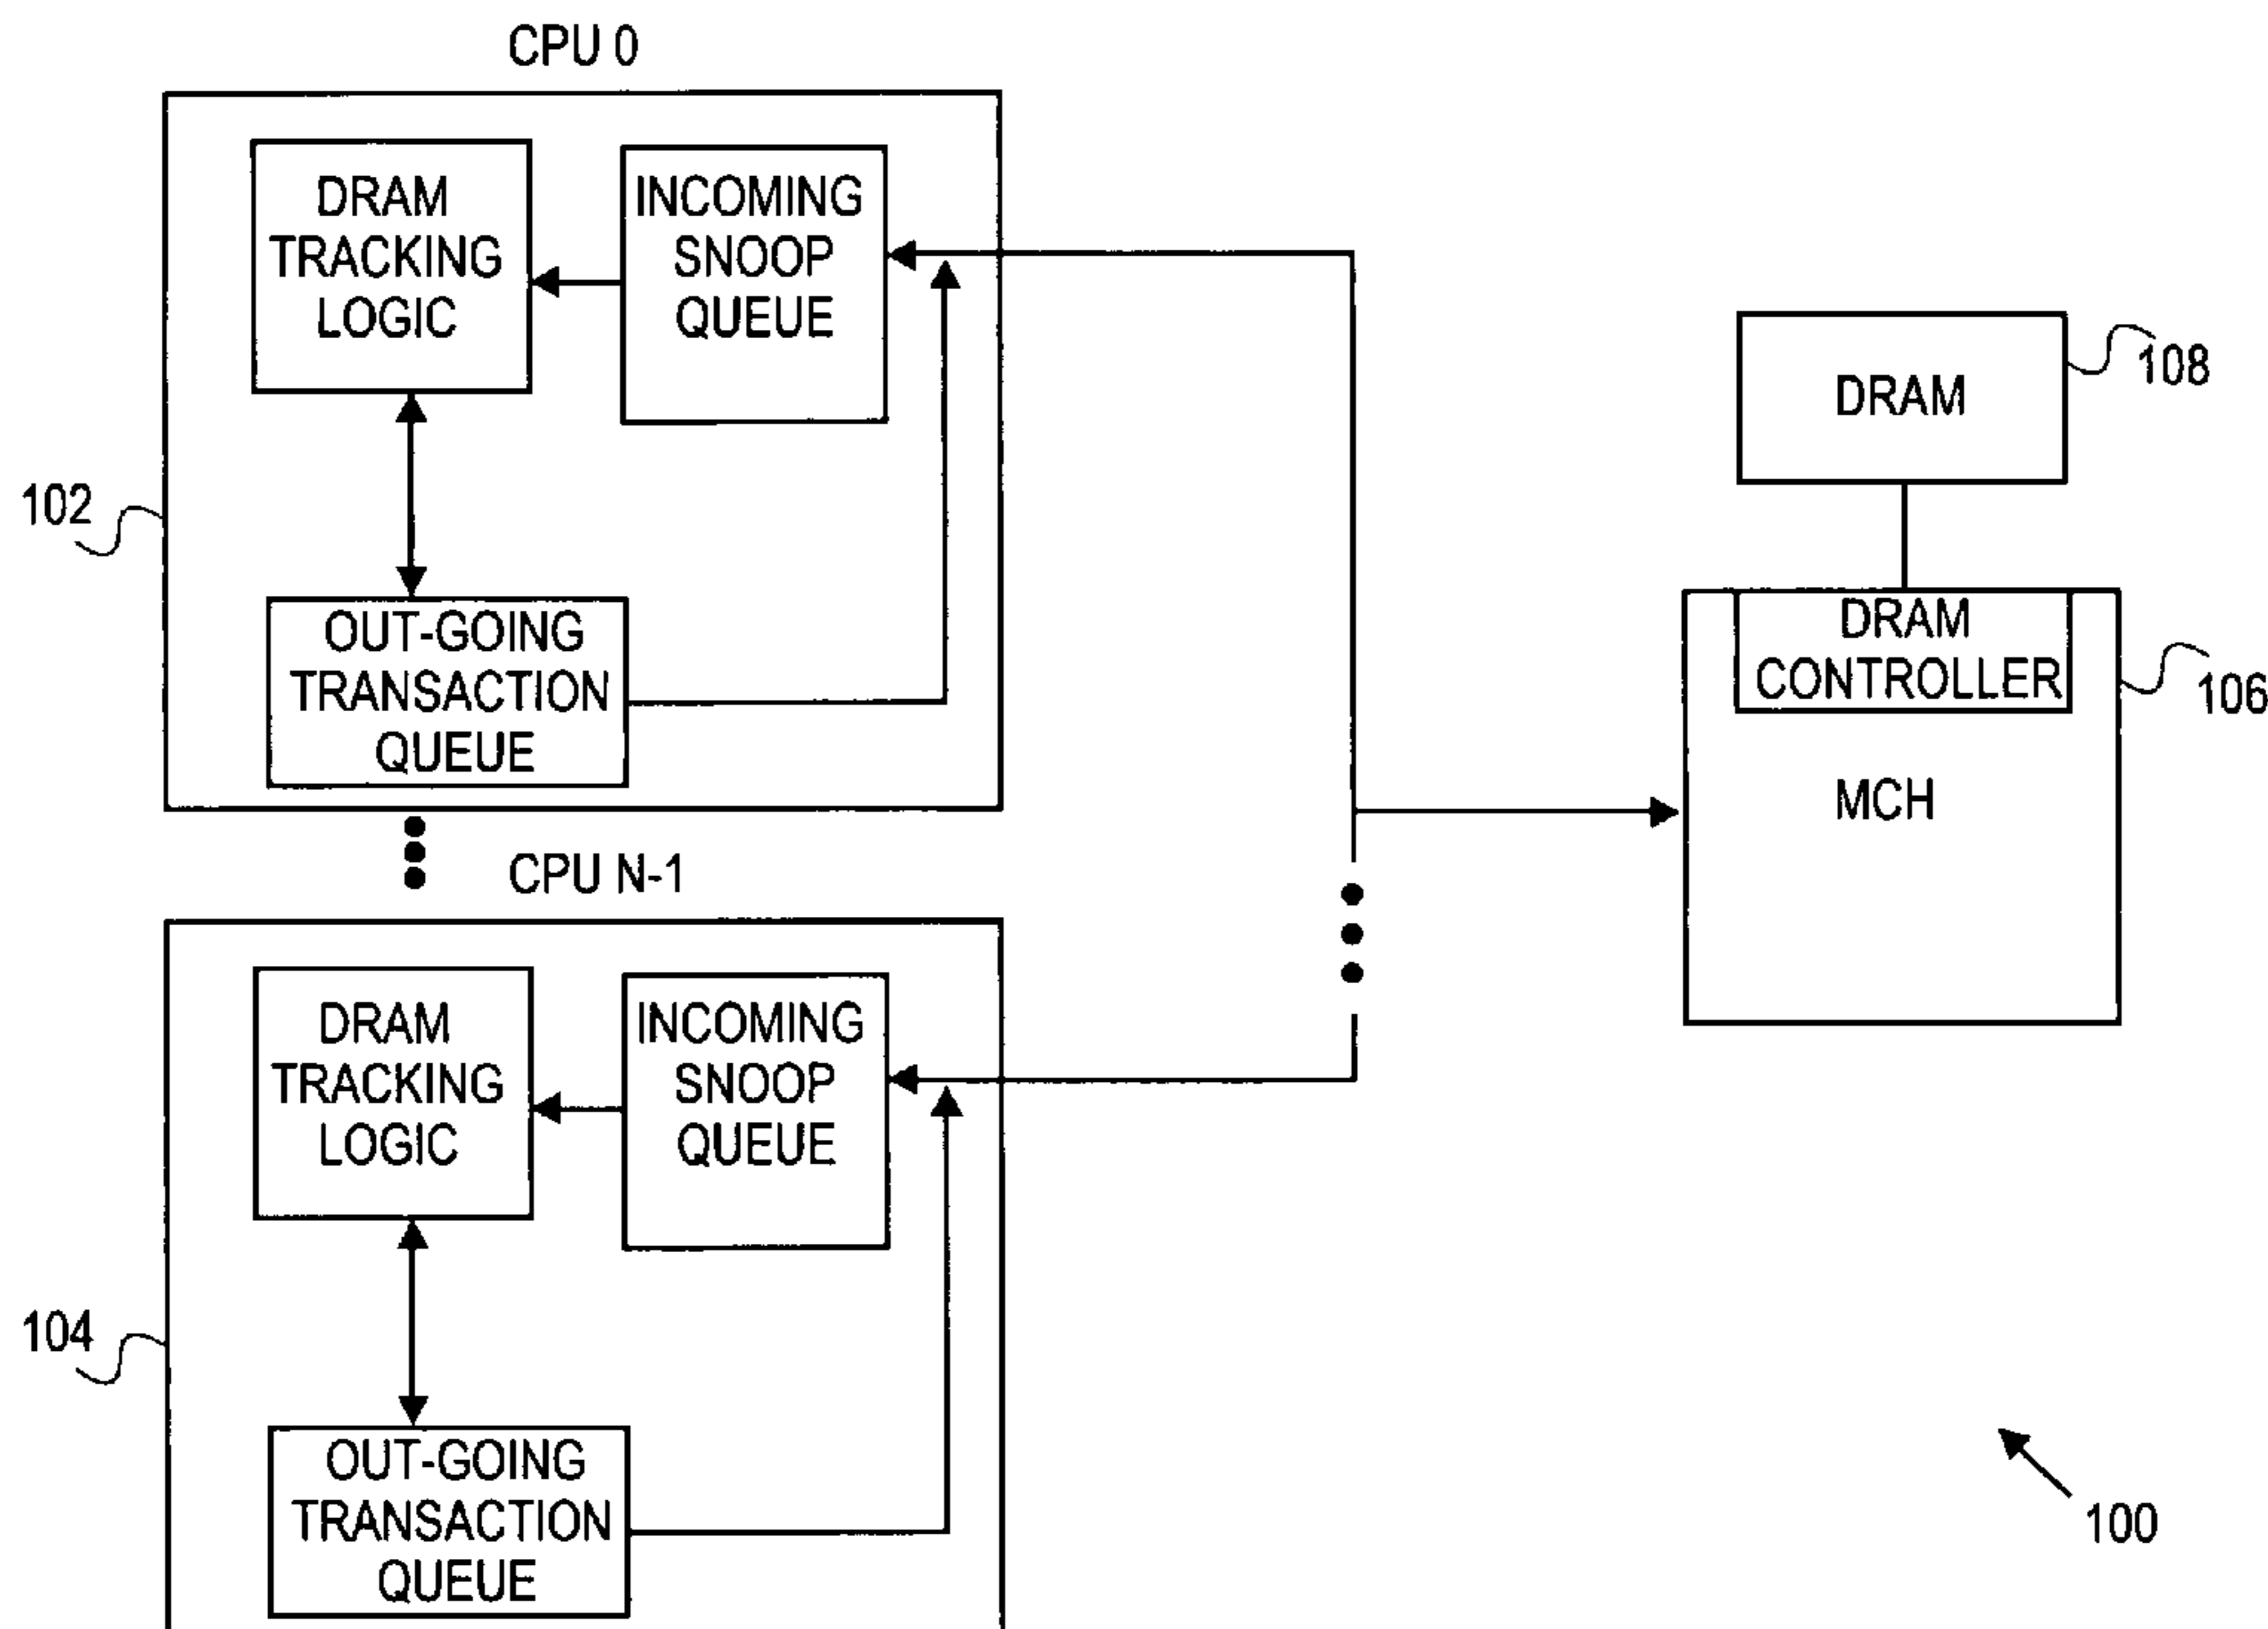 CPU 0
DRAM
TRACKING
LOGIC
INCOMING
SNOOP
QUEUE
OUT-GOING
TRANSACTION
QUEUE
102
DRAM
108
DRAM
CONTROLLER
MCH
106
CPU N-1
DRAM
TRACKING
LOGIC
INCOMING
SNOOP
QUEUE
OUT-GOING
TRANSACTION
QUEUE
104
100